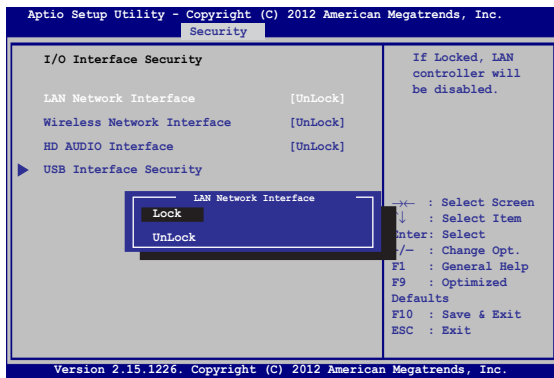 Aptio Setup Utility - Copyright (C) 2012 American Megatrends, Inc.
Security
I/O Interface Security
LAN Network Interface [UnLock]
Wireless Network Interface [UnLock]
HD AUDIO Interface [UnLock]
USB Interface Security
If Locked, LAN
controller will
be disabled.
LAN Network Interface
Lock
UnLock
→← : Select Screen
↑↓ : Select Item
Enter: Select
+/— : Change Opt.
F1 : General Help
F9 : Optimized
Defaults
F10 : Save & Exit
ESC : Exit
Version 2.15.1226. Copyright (C) 2012 American Megatrends, Inc.